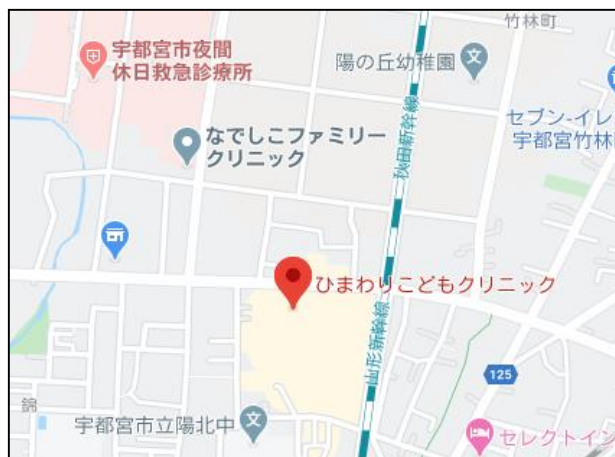 竹林町
宇都宮市夜間
休日救急診療所
陽の丘幼稚園
文
セブン-イレ
宇都宮竹林
なでしこファミリー
クリニック
秋田新幹線
ひまわりこどもクリニック
山形新幹線
125
錦
宇都宮市立陽北中
文
セレクトイン